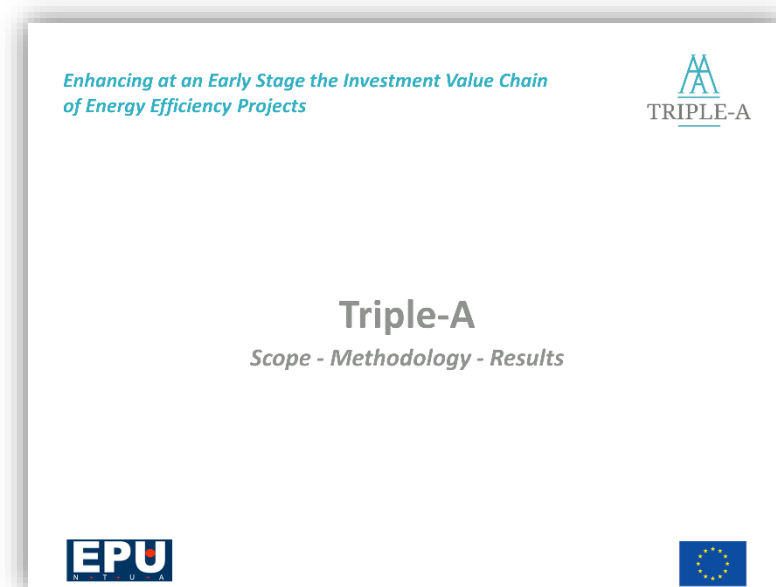 Enhancing at an Early Stage the Investment Value Chain
of Energy Efficiency Projects
TRIPLE-A
Triple-A
Scope - Methodology - Results
EPU
N · T · U · A